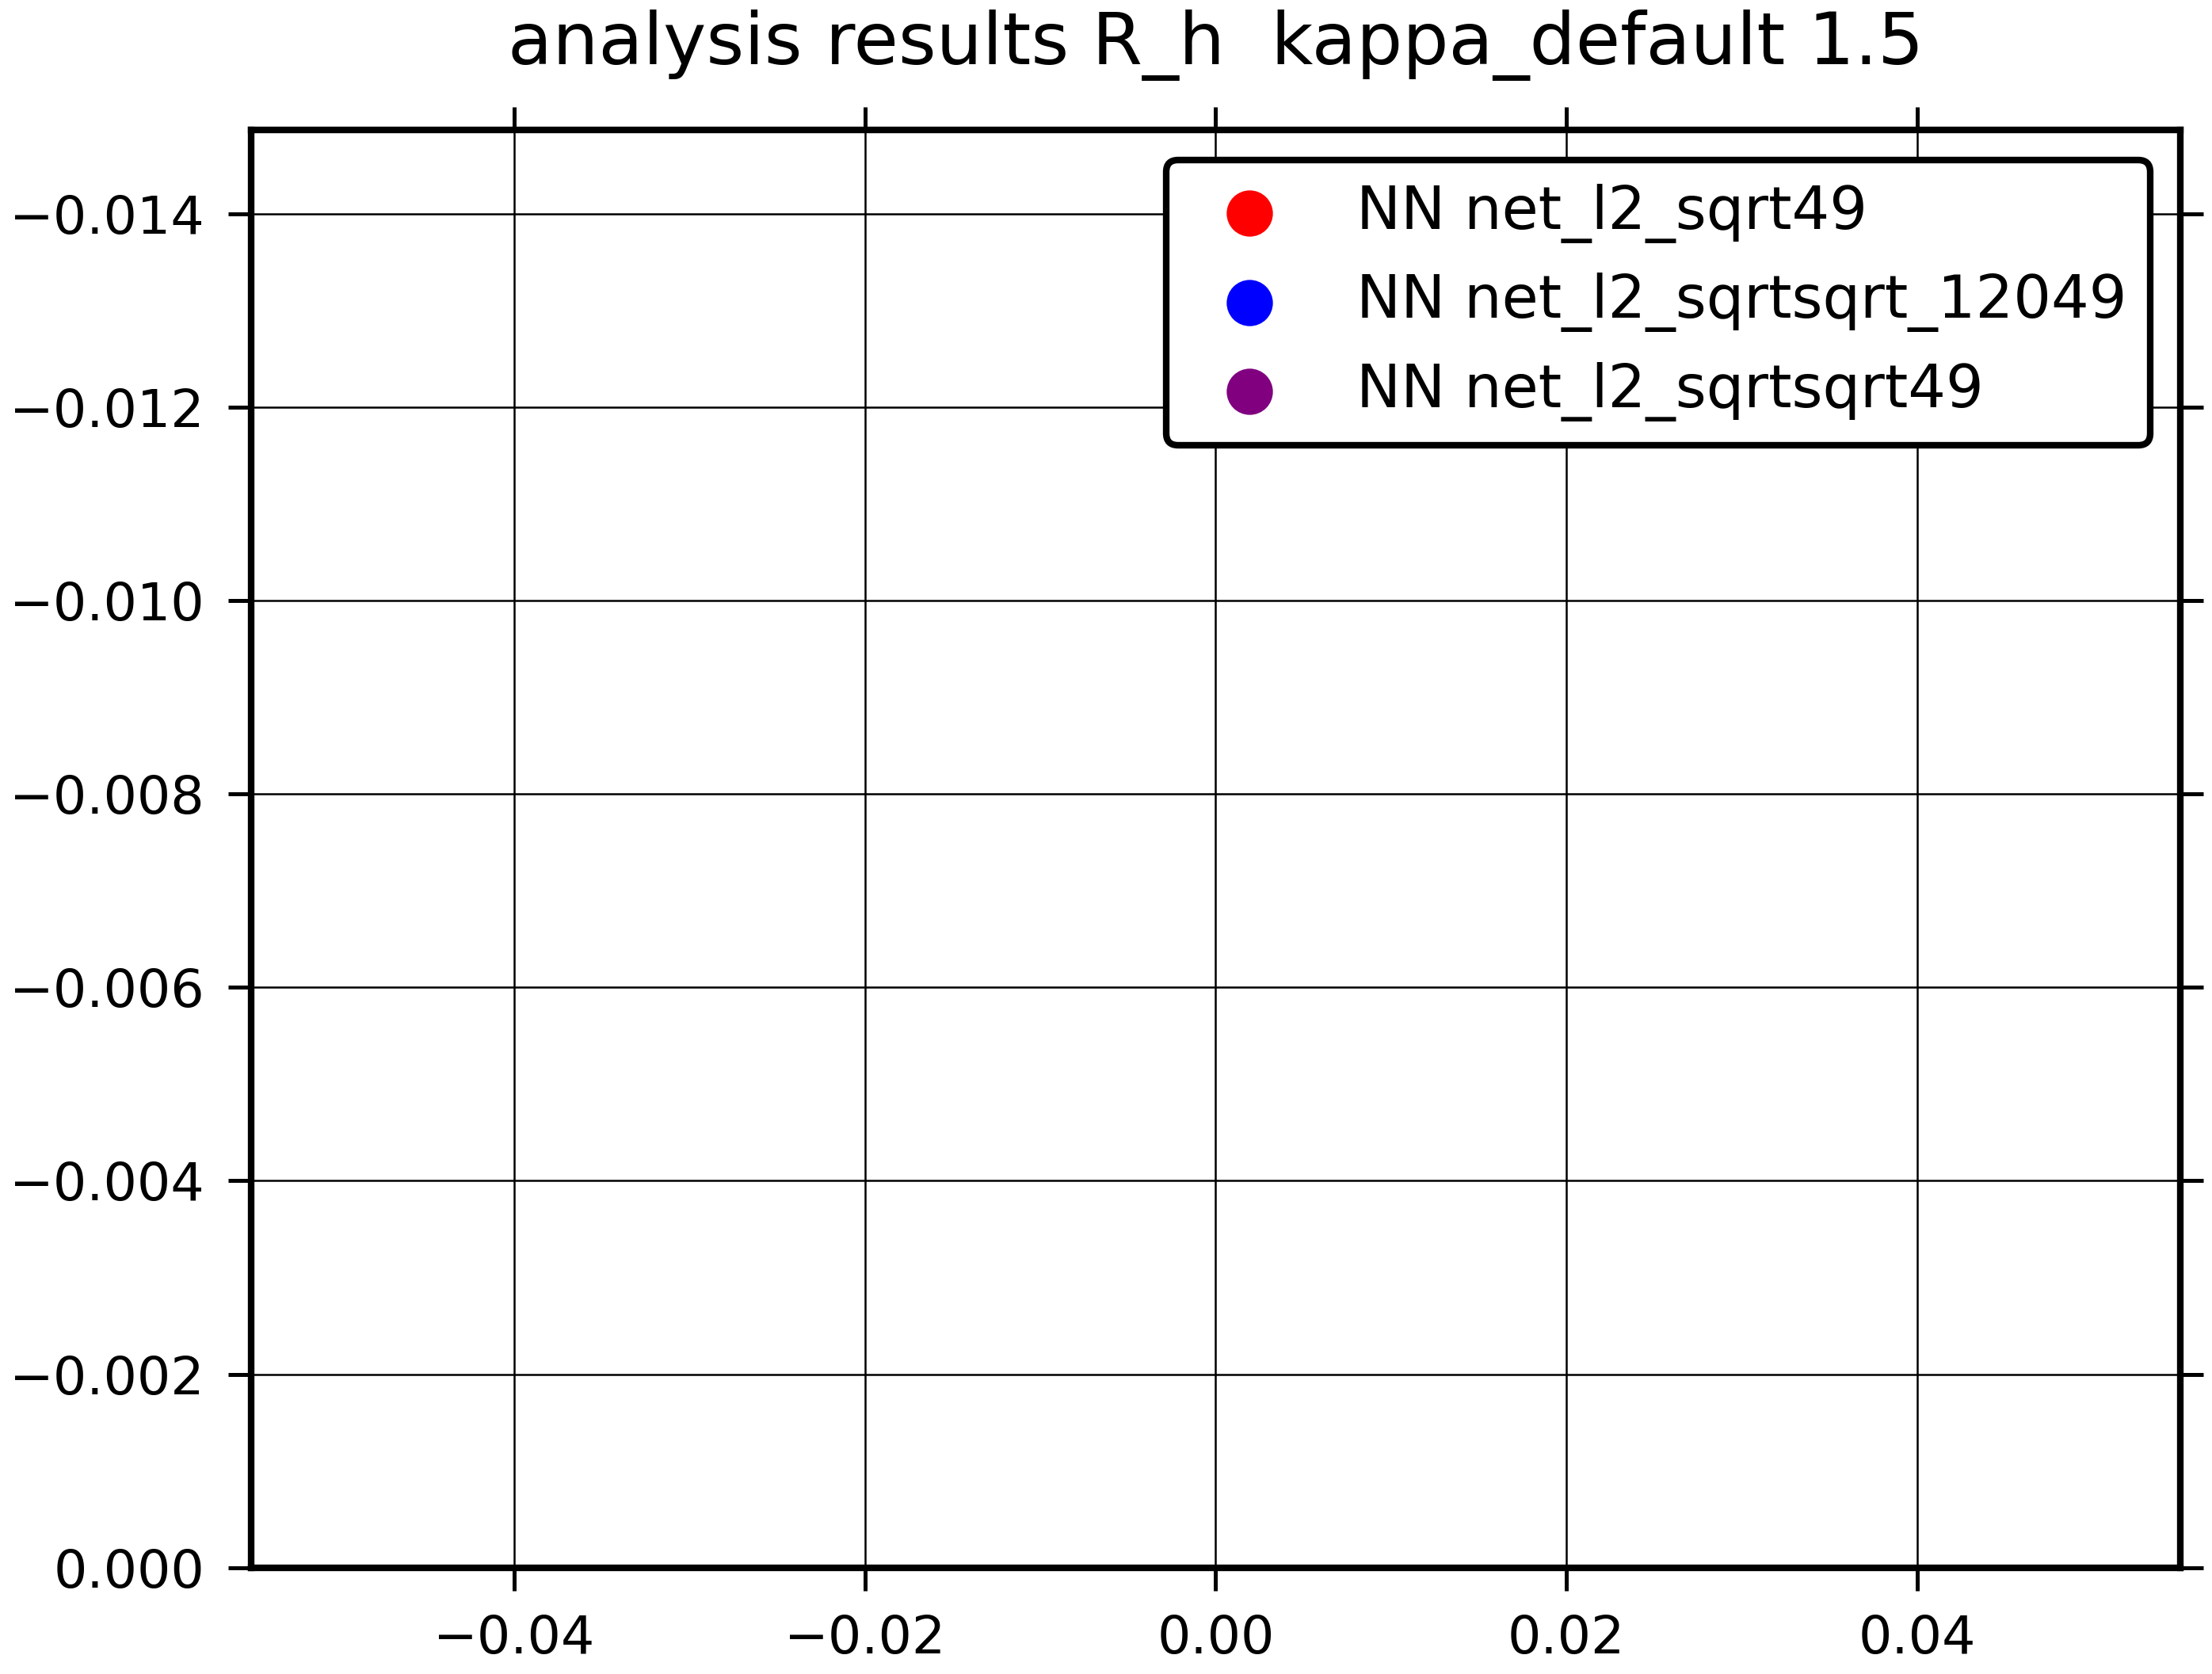 analysis results R_h  kappa_default 1.5
NN net_l2_sqrt49
NN net_l2_sqrtsqrt_12049
NN net_l2_sqrtsqrt49
−0.014
−0.012
−0.010
−0.008
−0.006
−0.004
−0.002
0.000
−0.04 −0.02 0.00 0.02 0.04